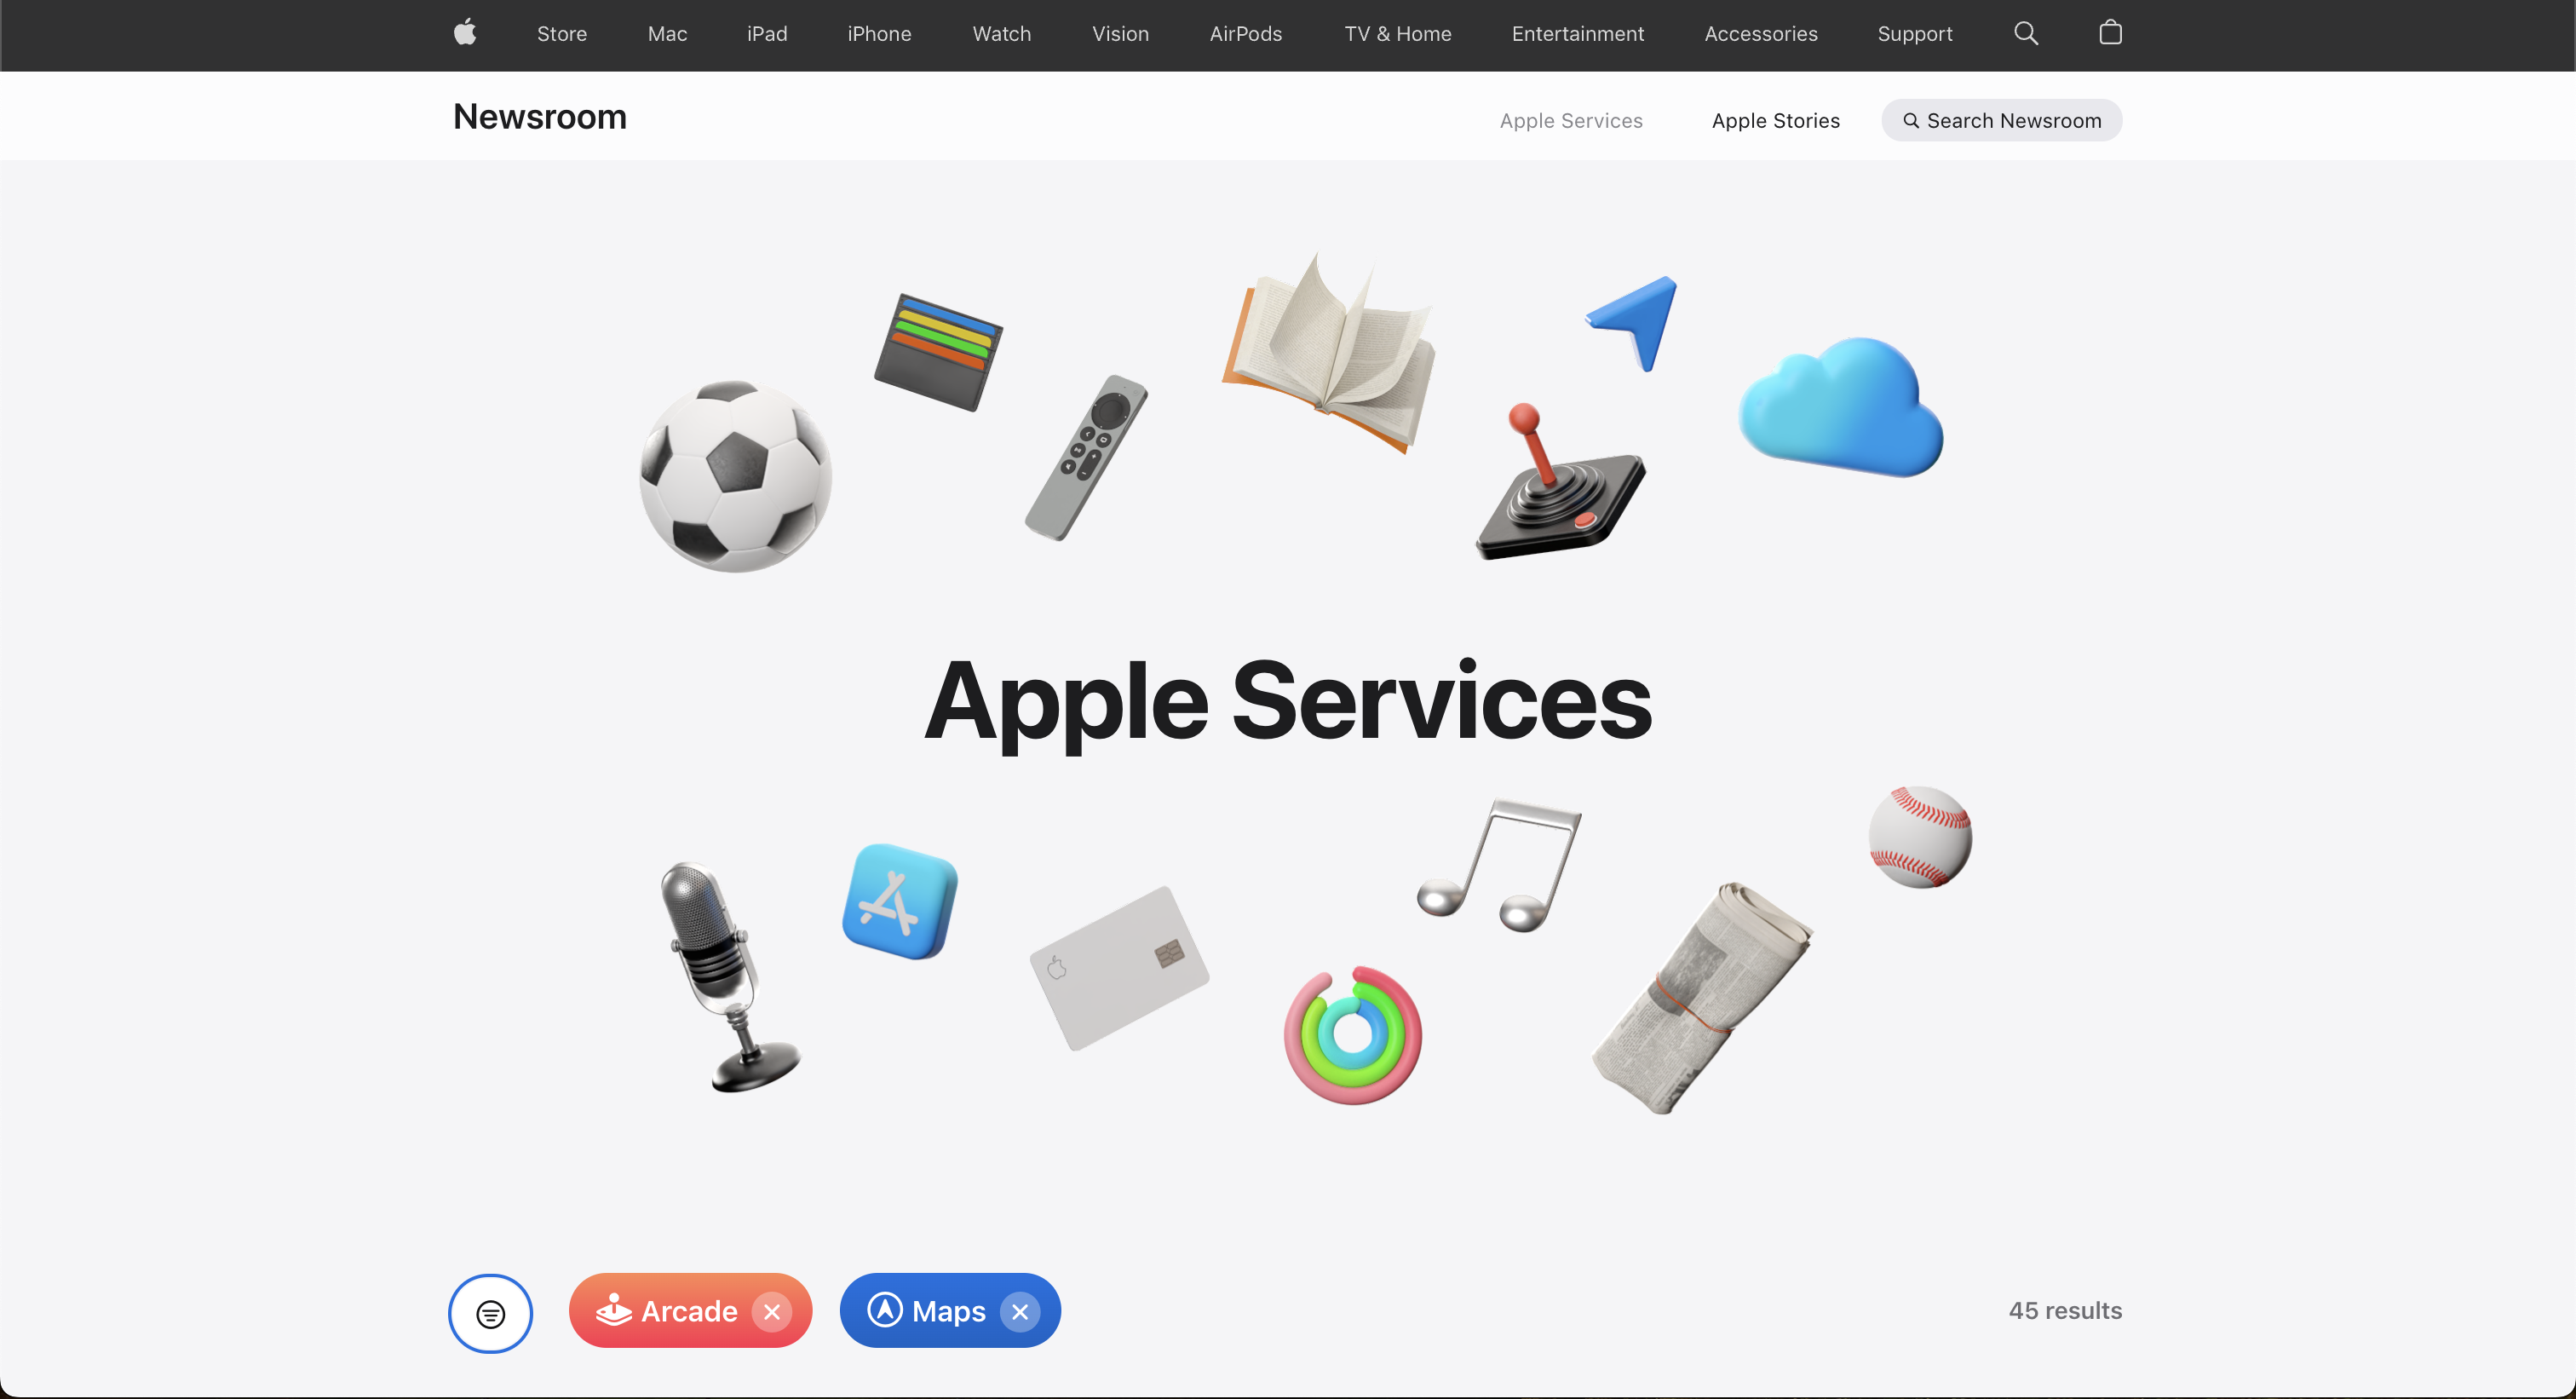 Store Mac iPad iPhone Watch Vision AirPods TV & Home Entertainment Accessories Support
Newsroom Apple Services Apple Stories Search Newsroom
Apple Services
Arcade Maps 45 results